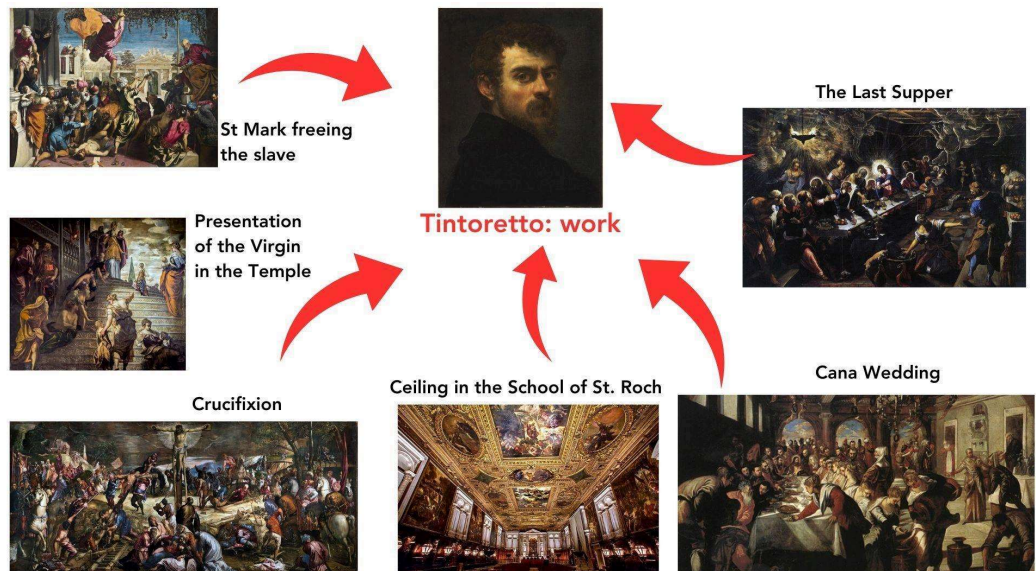 St Mark freeing
the slave
The Last Supper
Tintoretto: work
Presentation
of the Virgin
in the Temple
Crucifixion
Ceiling in the School of St. Roch
Cana Wedding